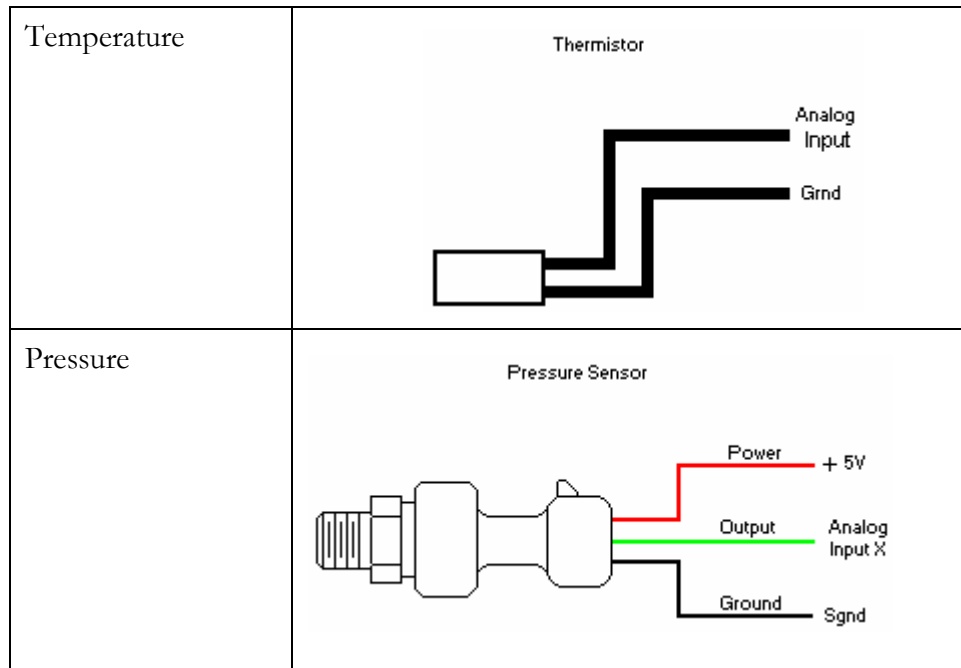 Temperature
Thermistor
Analog
Input
Grnd
Pressure
Pressure Sensor
Power
+ 5V
Output
Analog
Input X
Ground
Sgnd